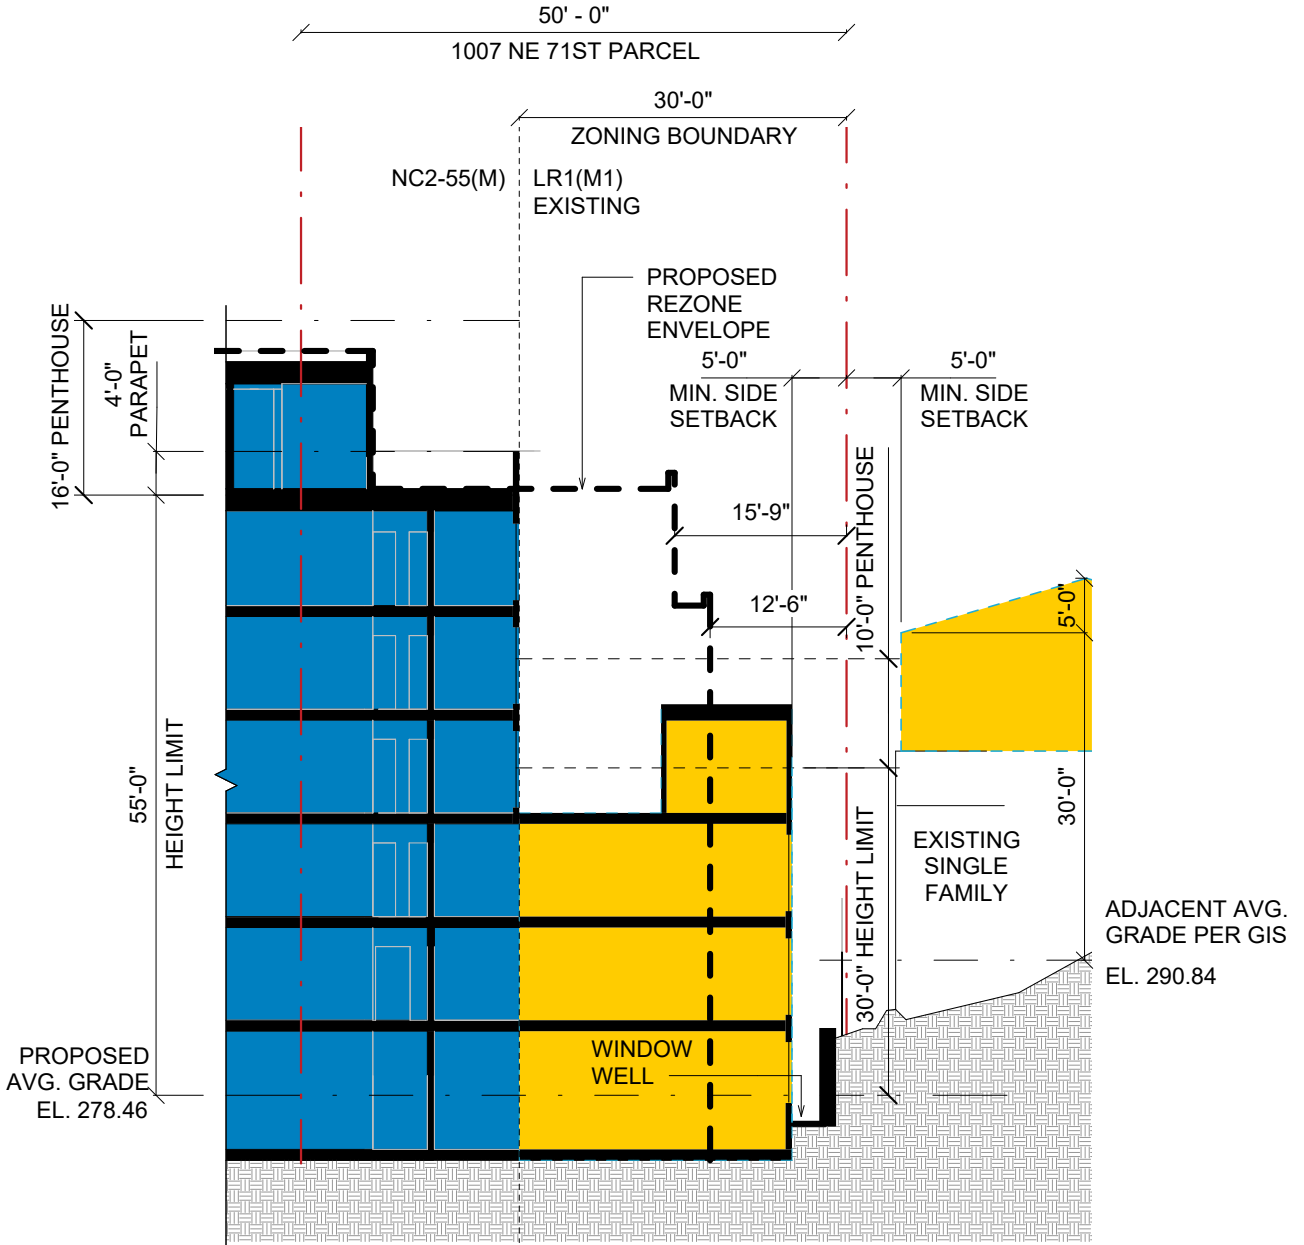 50' - 0"
1007 NE 71ST PARCEL
30'-0"
ZONING BOUNDARY
NC2-55(M)
LR1(M1)
EXISTING
PROPOSED
REZONE
ENVELOPE
16'-0" PENTHOUSE
4'-0"
PARAPET
5'-0"
MIN. SIDE
SETBACK
5'-0"
MIN. SIDE
SETBACK
15'-9"
12'-6"
10'-0" PENTHOUSE
5'-0"
55'-0"
HEIGHT LIMIT
30'-0"
30'-0" HEIGHT LIMIT
EXISTING
SINGLE
FAMILY
ADJACENT AVG.
GRADE PER GIS
EL. 290.84
PROPOSED
AVG. GRADE
EL. 278.46
WINDOW
WELL